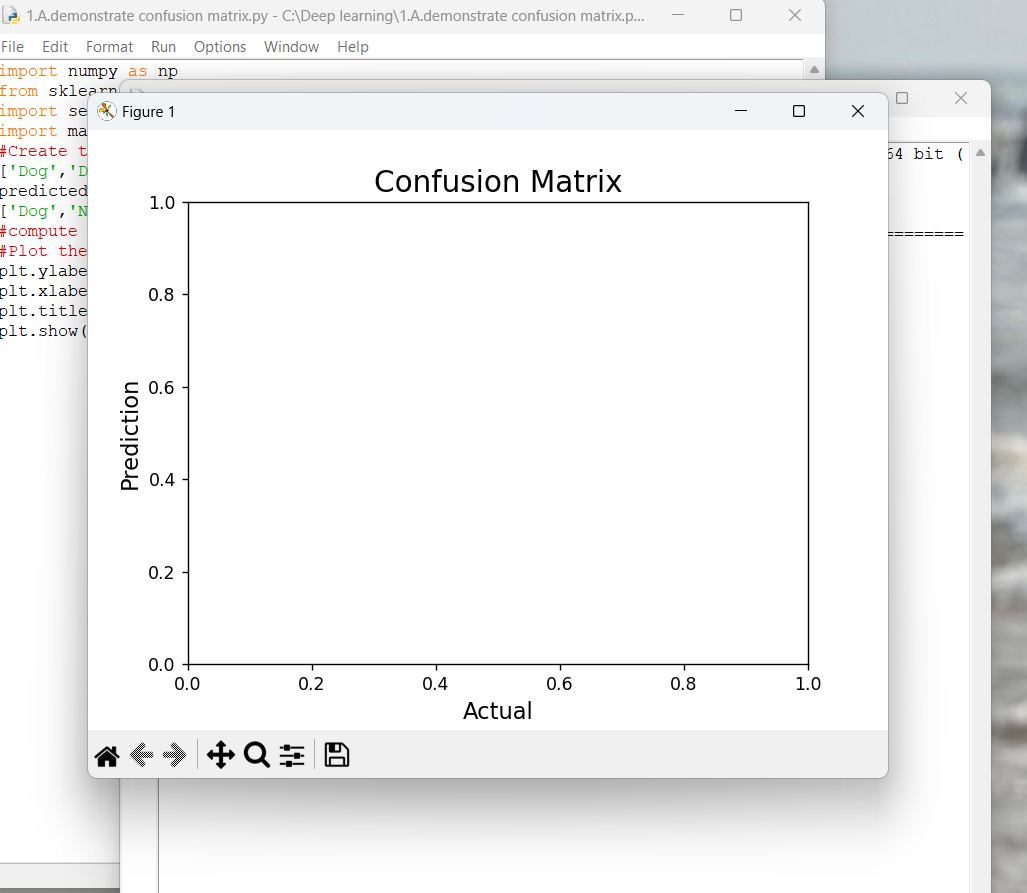 1.A.demonstrate confusion matrix.py - C:\Deep learning\1.A.demonstrate confusion matrix.p...
File Edit Format Run Options Window Help
import numpy as np
from sklearn
import se
import ma
#Create t
['Dog','D
predicted
['Dog','N
#compute
#Plot the
plt.ylabe
plt.xlabe
plt.title
plt.show(
64 bit (
========
Figure 1
Confusion Matrix
1.0
0.8
0.6
0.4
0.2
0.0
Prediction
0.0 0.2 0.4 0.6 0.8 1.0
Actual